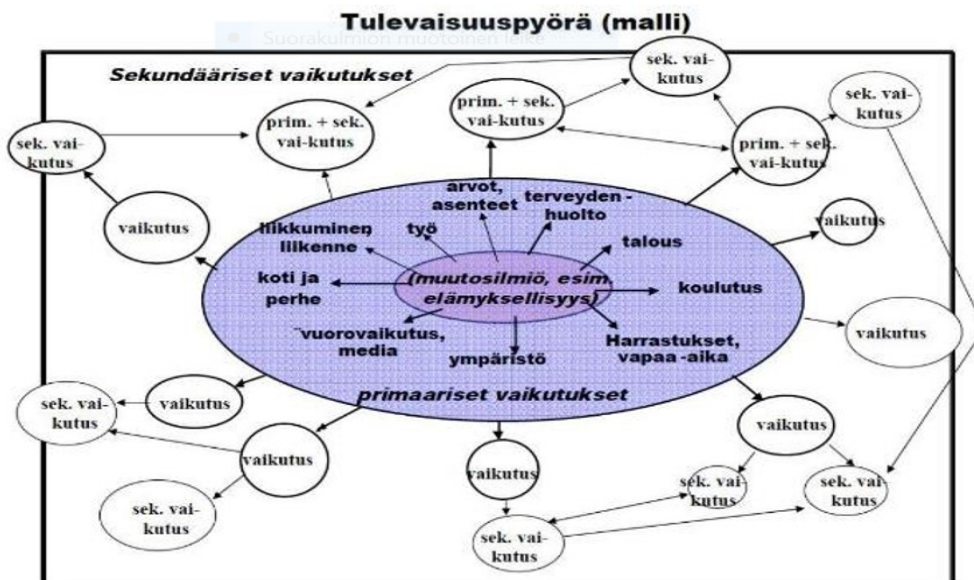 Tulevaisuuspyörä (malli)
Suorakulmion muotoinen leike
Sekundääriset vaikutukset
sek. vai-
kutus
sek. vai-
kutus
prim. + sek.
vai-kutus
prim. + sek.
vai-kutus
sek. vai-
kutus
prim. + sek.
vai-kutus
vaikutus
vaikutus
arvot,
asenteet
terveyden-
huolto
liikkuminen,
liikenne
työ
talous
koti ja
perhe
(muutosilmiö, esim.
elämyksellisyys)
koulutus
vuorovaikutus,
media
ympäristö
Harrastukset,
vapaa-aika
vaikutus
primaariset vaikutukset
sek. vai-
kutus
vaikutus
vaikutus
vaikutus
vaikutus
sek. vai-
kutus
sek. vai-
kutus
sek. vai-
kutus
sek. vai-
kutus